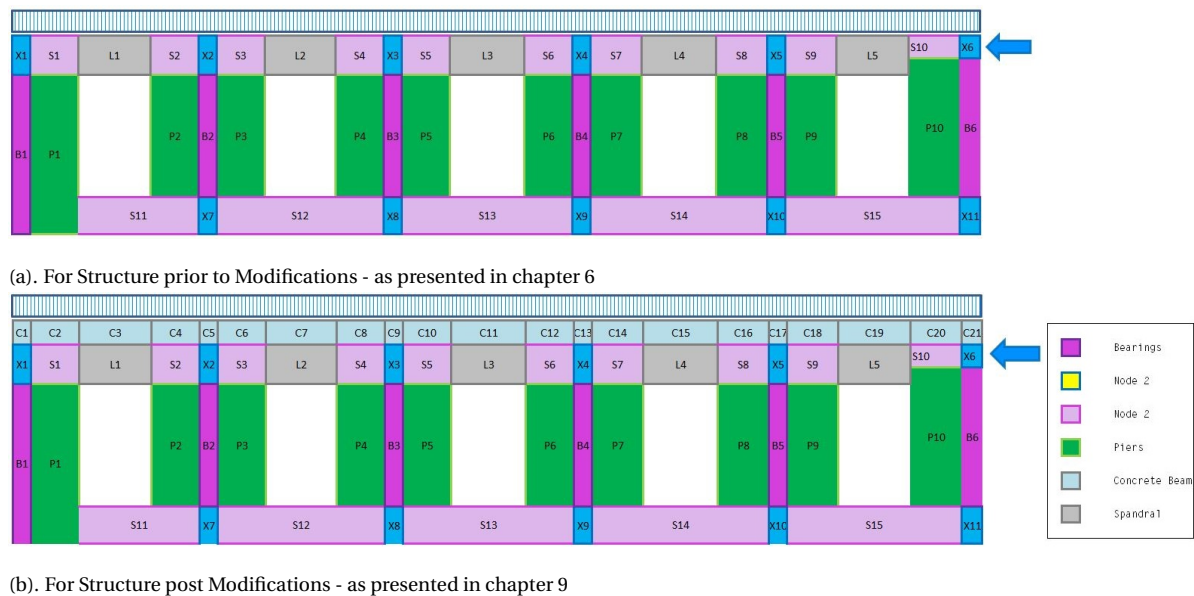 X1 S1 L1 S2 X2 S3 L2 S4 X3 S5 L3 S6 X4 S7 L4 S8 X5 S9 L5 S10 X6
B1 P1 P2 B2 P3 P4 B3 P5 P6 B4 P7 P8 B5 P9 P10 B6
S11 X7 S12 X8 S13 X9 S14 X10 S15 X11
(a). For Structure prior to Modifications - as presented in chapter 6
C1 C2 C3 C4 C5 C6 C7 C8 C9 C10 C11 C12 C13 C14 C15 C16 C17 C18 C19 C20 C21
X1 S1 L1 S2 X2 S3 L2 S4 X3 S5 L3 S6 X4 S7 L4 S8 X5 S9 L5 S10 X6
B1 P1 P2 B2 P3 P4 B3 P5 P6 B4 P7 P8 B5 P9 P10 B6
S11 X7 S12 X8 S13 X9 S14 X10 S15 X11
Bearings
Node 2
Node 2
Piers
Concrete Beam
Spandral
(b). For Structure post Modifications - as presented in chapter 9